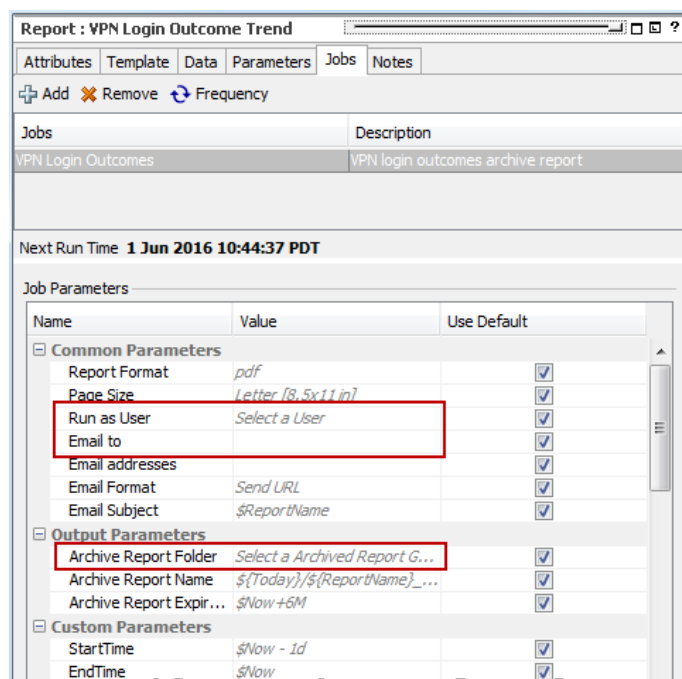 Report : VPN Login Outcome Trend ?
Attributes Template Data Parameters Jobs Notes
Add Remove Frequency
Jobs Description
VPN Login Outcomes VPN login outcomes archive report
Next Run Time 1 Jun 2016 10:44:37 PDT
Job Parameters
Name Value Use Default
Common Parameters
Report Format pdf
Page Size Letter [8.5x11 in]
Run as User Select a User
Email to
Email addresses
Email Format Send URL
Email Subject $ReportName
Output Parameters
Archive Report Folder Select a Archived Report G...
Archive Report Name ${Today}/${ReportName}_...
Archive Report Expir... $Now+6M
Custom Parameters
StartTime $Now - 1d
EndTime $Now